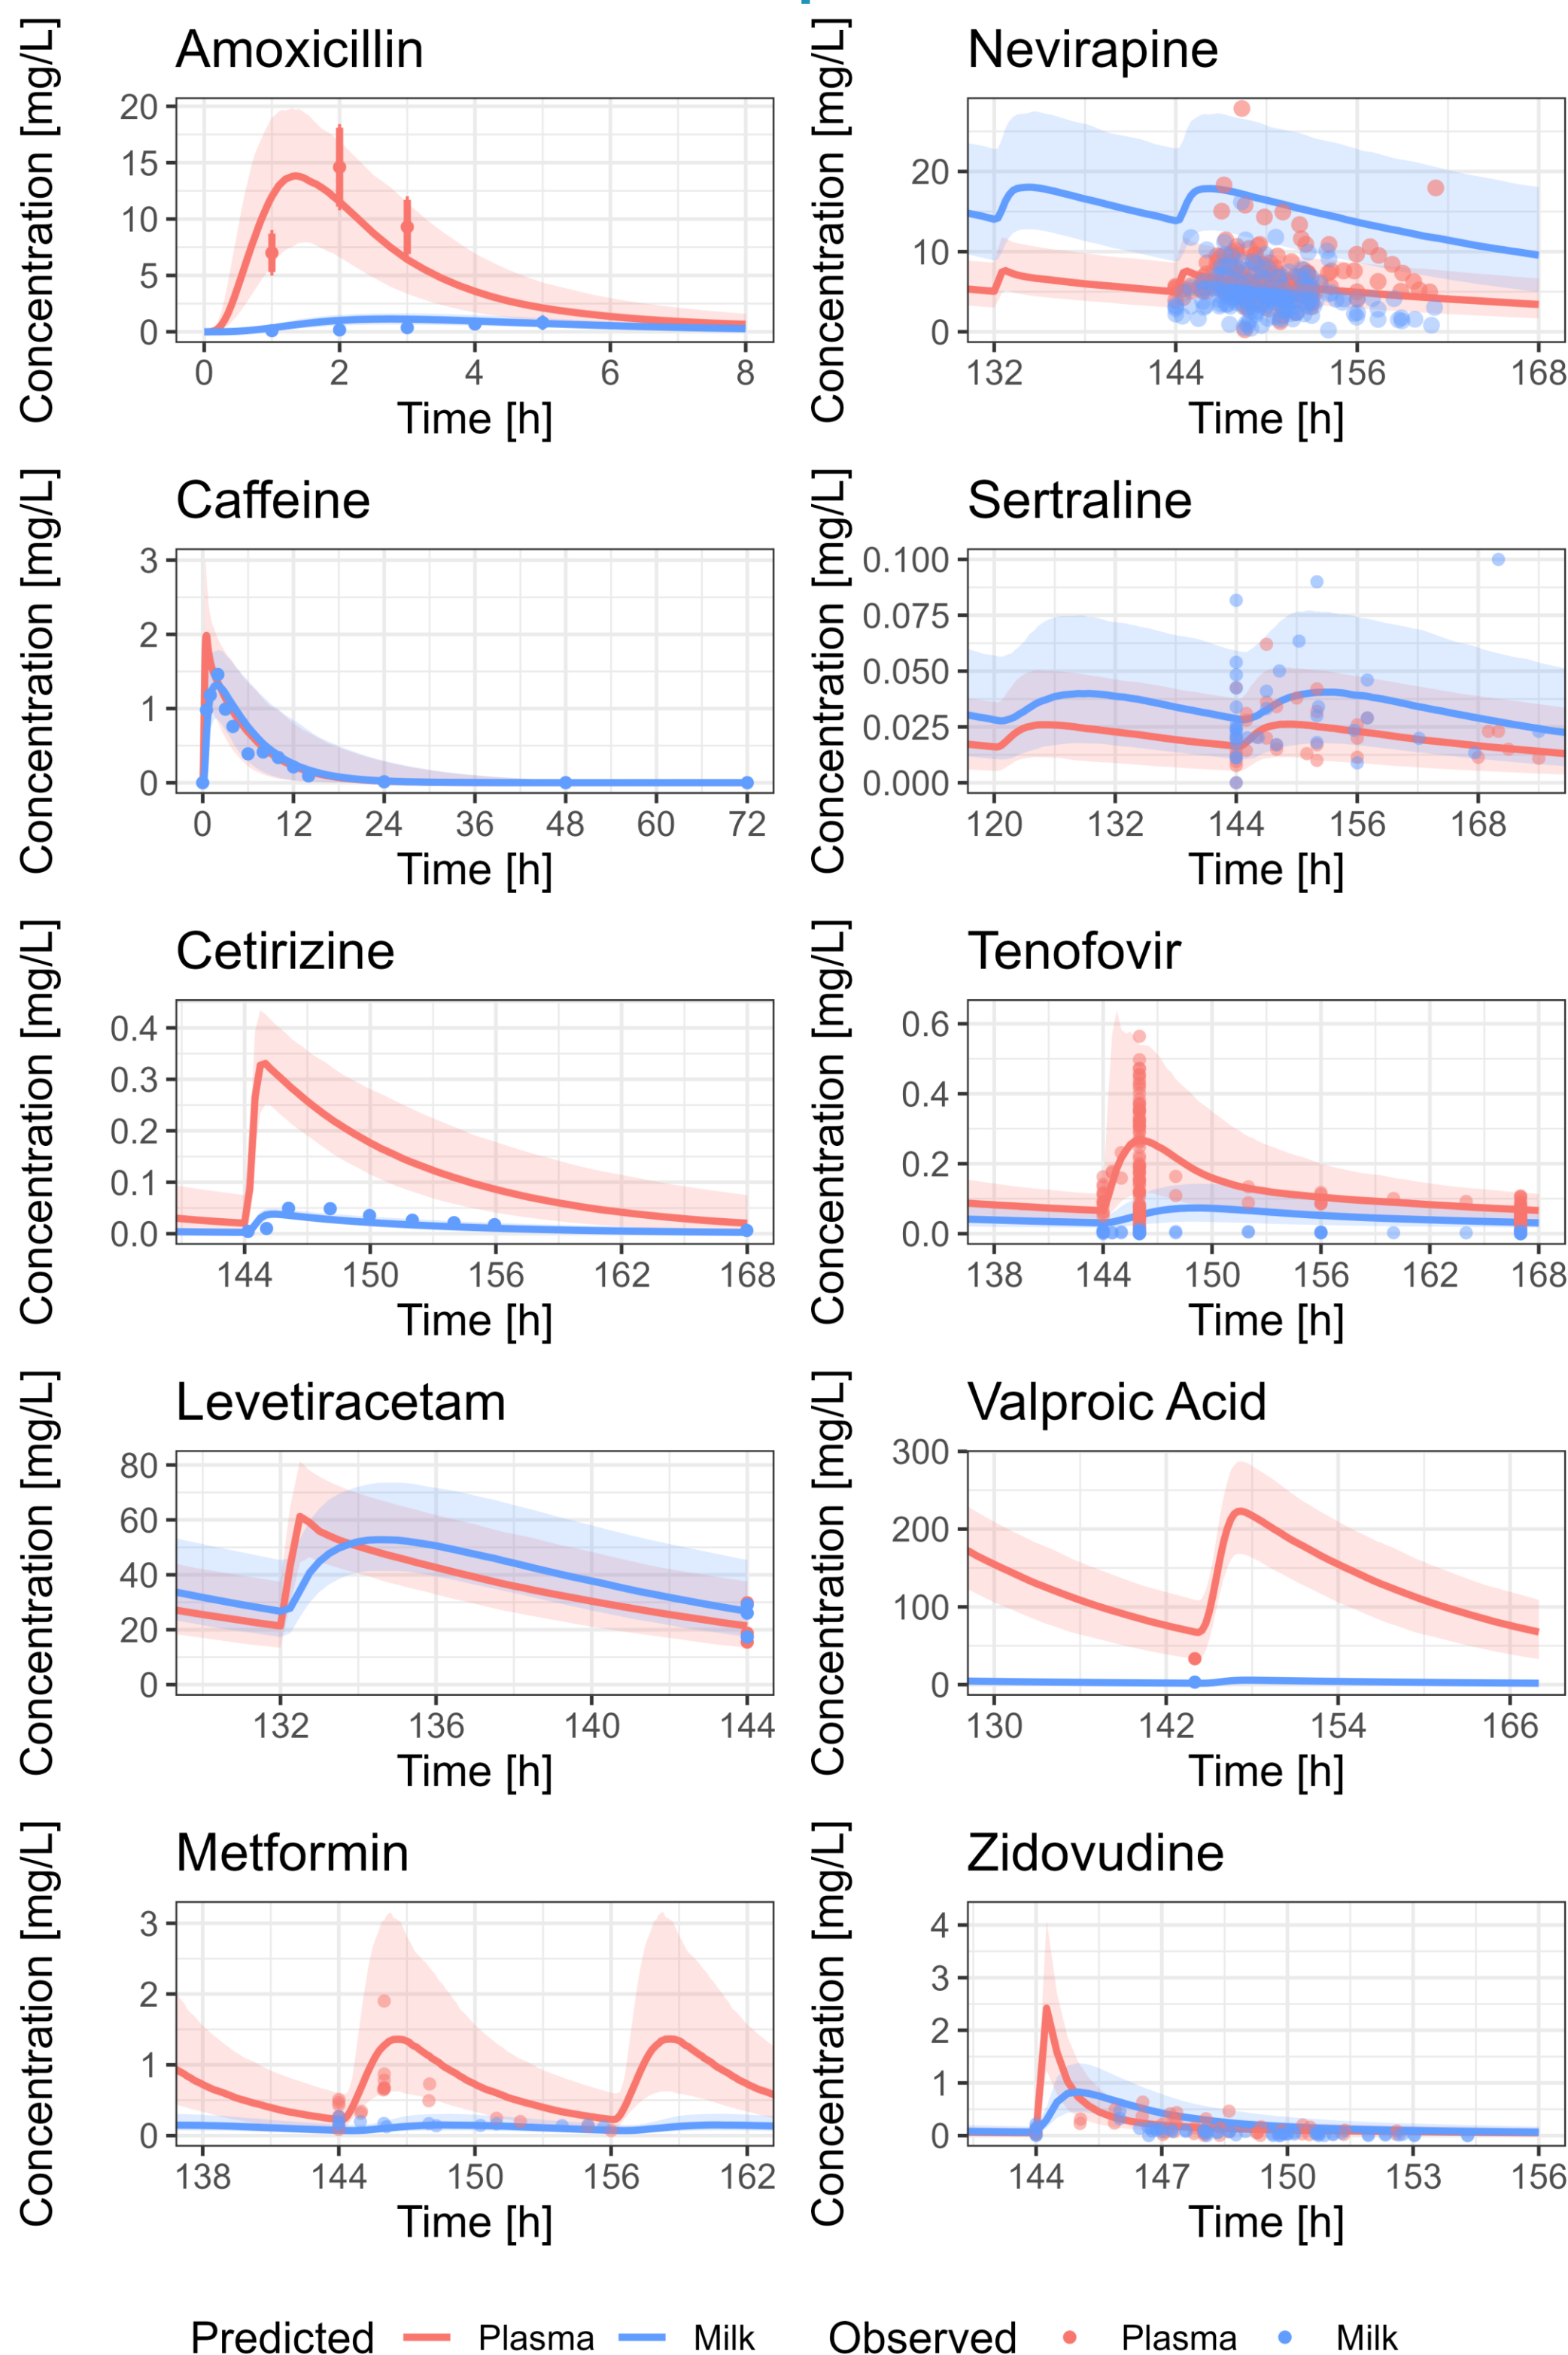 Amoxicillin
Concentration [mg/L]
20
15
10
5
0
0 2 4 6 8
Time [h]
Nevirapine
Concentration [mg/L]
20
10
0
132 144 156 168
Time [h]
Caffeine
Concentration [mg/L]
3
2
1
0
0 12 24 36 48 60 72
Time [h]
Sertraline
Concentration [mg/L]
0.100
0.075
0.050
0.025
0.000
120 132 144 156 168
Time [h]
Cetirizine
Concentration [mg/L]
0.4
0.3
0.2
0.1
0.0
144 150 156 162 168
Time [h]
Tenofovir
Concentration [mg/L]
0.6
0.4
0.2
0.0
138 144 150 156 162 168
Time [h]
Levetiracetam
Concentration [mg/L]
80
60
40
20
0
132 136 140 144
Time [h]
Valproic Acid
Concentration [mg/L]
300
200
100
0
130 142 154 166
Time [h]
Metformin
Concentration [mg/L]
3
2
1
0
138 144 150 156 162
Time [h]
Zidovudine
Concentration [mg/L]
4
3
2
1
0
144 147 150 153 156
Time [h]
Predicted Plasma Milk Observed Plasma Milk